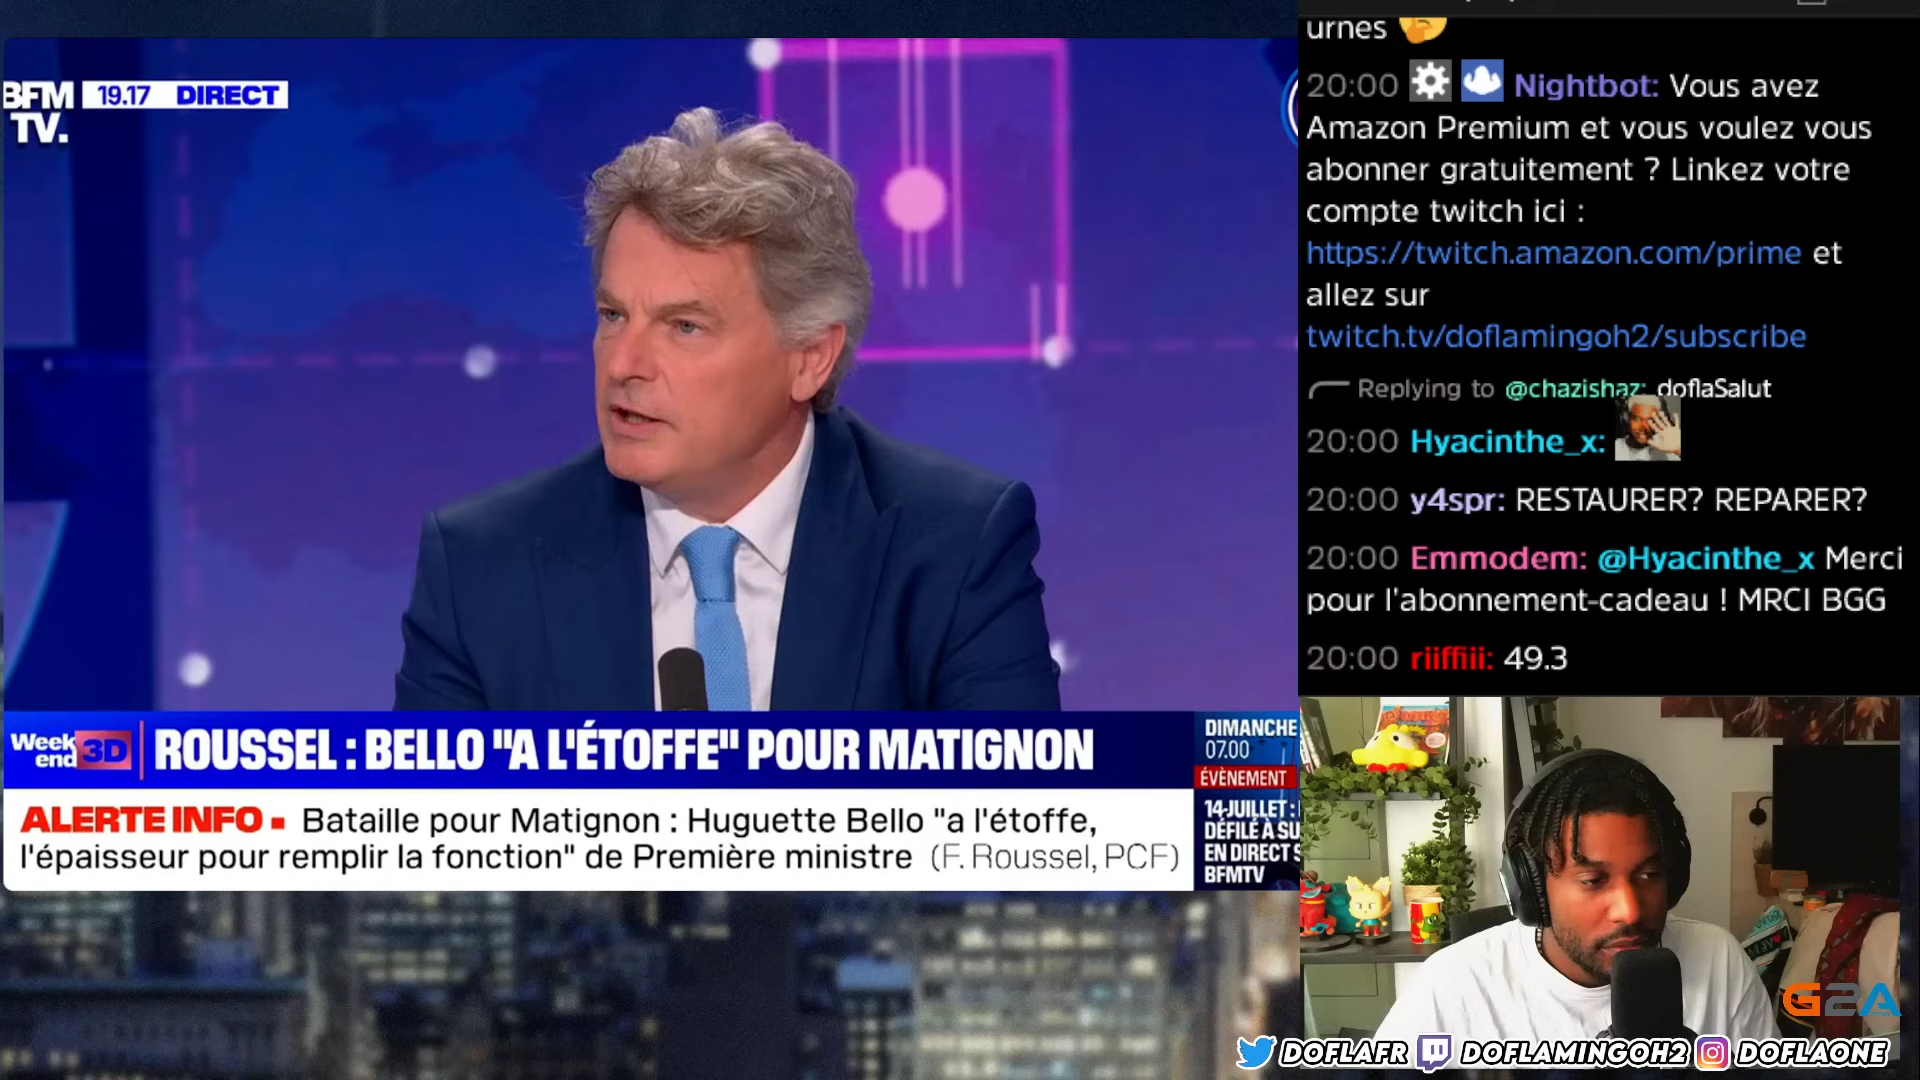 BFM
TV.
19.17 DIRECT
Week
end 3D
ROUSSEL : BELLO "A L'ÉTOFFE" POUR MATIGNON
ALERTE INFO ▪ Bataille pour Matignon : Huguette Bello "a l'étoffe,
l'épaisseur pour remplir la fonction" de Première ministre (F. Roussel, PCF)
DIMANCHE
07.00
ÉVÈNEMENT
14-JUILLET :
DÉFILÉ À SU
EN DIRECT S
BFMTV
urnes 🤔
20:00 Nightbot: Vous avez
Amazon Premium et vous voulez vous
abonner gratuitement ? Linkez votre
compte twitch ici :
https://twitch.amazon.com/prime et
allez sur
twitch.tv/doflamingoh2/subscribe
Replying to @chazishaz: doflaSalut
20:00 Hyacinthe_x:
20:00 y4spr: RESTAURER? REPARER?
20:00 Emmodem: @Hyacinthe_x Merci
pour l'abonnement-cadeau ! MRCI BGG
20:00 riiffiii: 49.3
G2A
DOFLAFR DOFLAMINGOH2 DOFLAONE